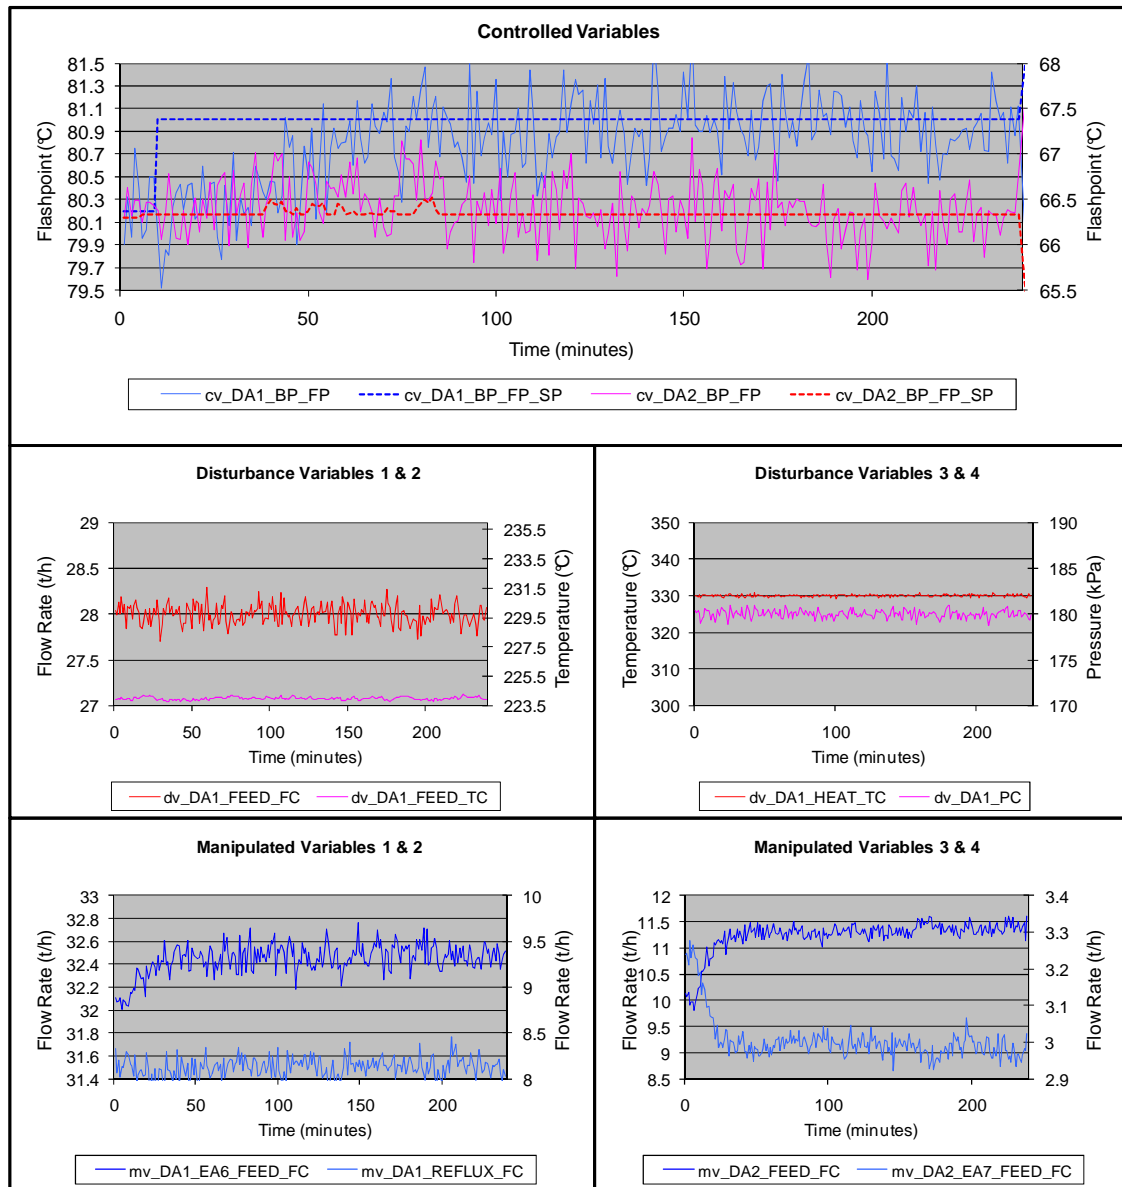 Controlled Variables
81.5
81.3
81.1
80.9
80.7
80.5
80.3
80.1
79.9
79.7
79.5
68
67.5
67
66.5
66
65.5
Flashpoint (°C)
Flashpoint (°C)
0 50 100 150 200
Time (minutes)
cv_DA1_BP_FP cv_DA1_BP_FP_SP cv_DA2_BP_FP cv_DA2_BP_FP_SP
Disturbance Variables 1 & 2
29
28.5
28
27.5
27
235.5
233.5
231.5
229.5
227.5
225.5
223.5
Flow Rate (t/h)
Temperature (°C)
0 50 100 150 200
Time (minutes)
dv_DA1_FEED_FC dv_DA1_FEED_TC
Disturbance Variables 3 & 4
350
340
330
320
310
300
190
185
180
175
170
Temperature (°C)
Pressure (kPa)
0 100 200
Time (minutes)
dv_DA1_HEAT_TC dv_DA1_PC
Manipulated Variables 1 & 2
33
32.8
32.6
32.4
32.2
32
31.8
31.6
31.4
10
9.5
9
8.5
8
Flow Rate (t/h)
Flow Rate (t/h)
0 50 100 150 200
Time (minutes)
mv_DA1_EA6_FEED_FC mv_DA1_REFLUX_FC
Manipulated Variables 3 & 4
12
11.5
11
10.5
10
9.5
9
8.5
3.4
3.3
3.2
3.1
3
2.9
Flow Rate (t/h)
Flow Rate (t/h)
0 100 200
Time (minutes)
mv_DA2_FEED_FC mv_DA2_EA7_FEED_FC